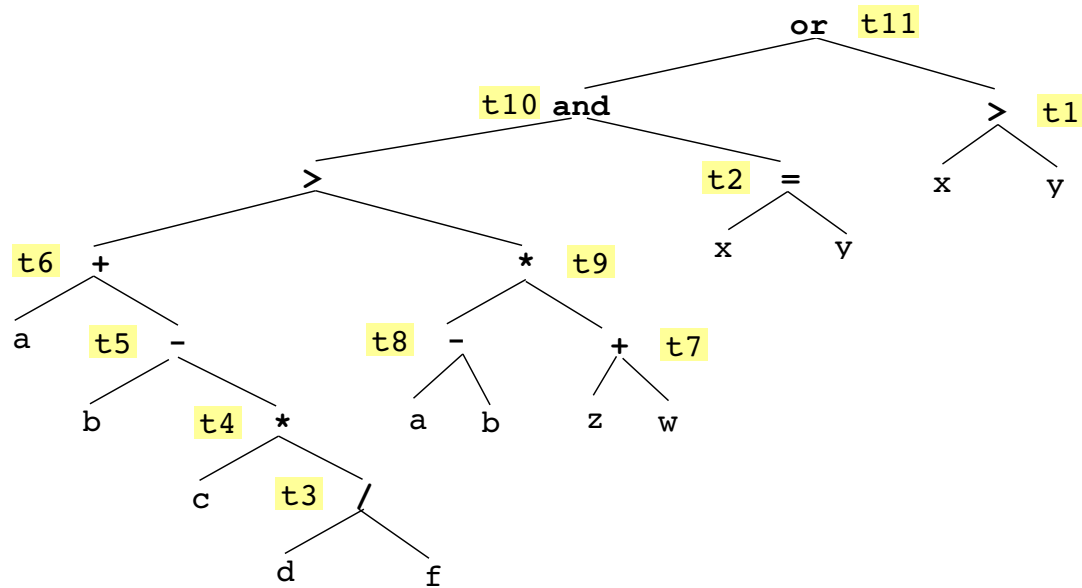 or t11
t10 and > t1
> t2 = x y
x y
t6 + * t9
a t5 - t8 - + t7
b t4 * a b z w
c t3 /
d f